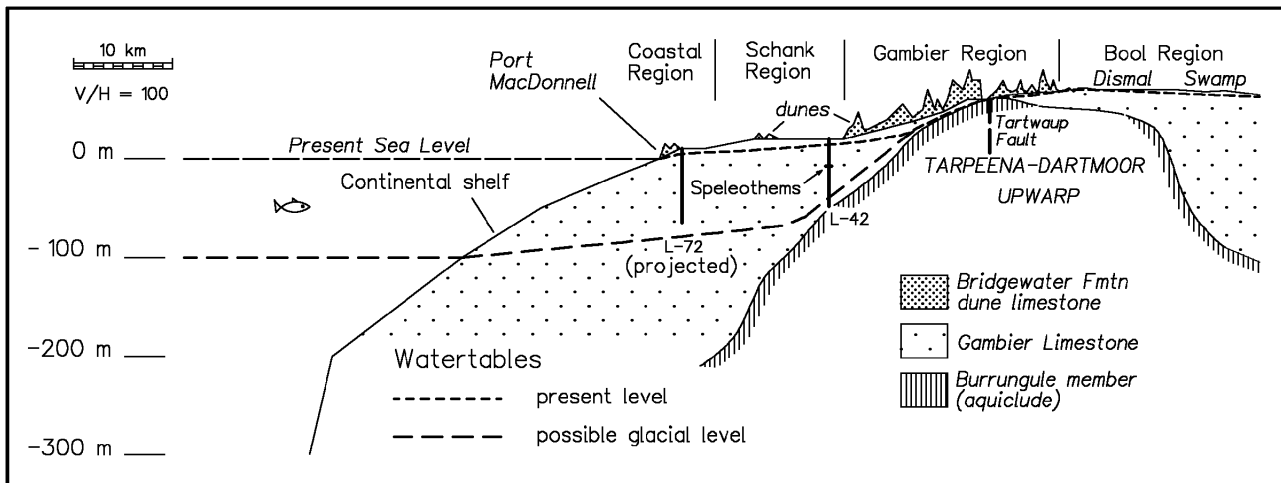 10 km
V/H = 100
Port
MacDonnell
Coastal
Region
Schank
Region
Gambier Region
Bool Region
Dismal Swamp
dunes
0 m
Present Sea Level
Continental shelf
Speleothems
Tartwaup
Fault
TARPEENA-DARTMOOR
UPWARP
L-42
L-72
(projected)
- 100 m
- 200 m
- 300 m
Watertables
present level
possible glacial level
Bridgewater Fmtn
dune limestone
Gambier Limestone
Burrungule member
(aquiclude)